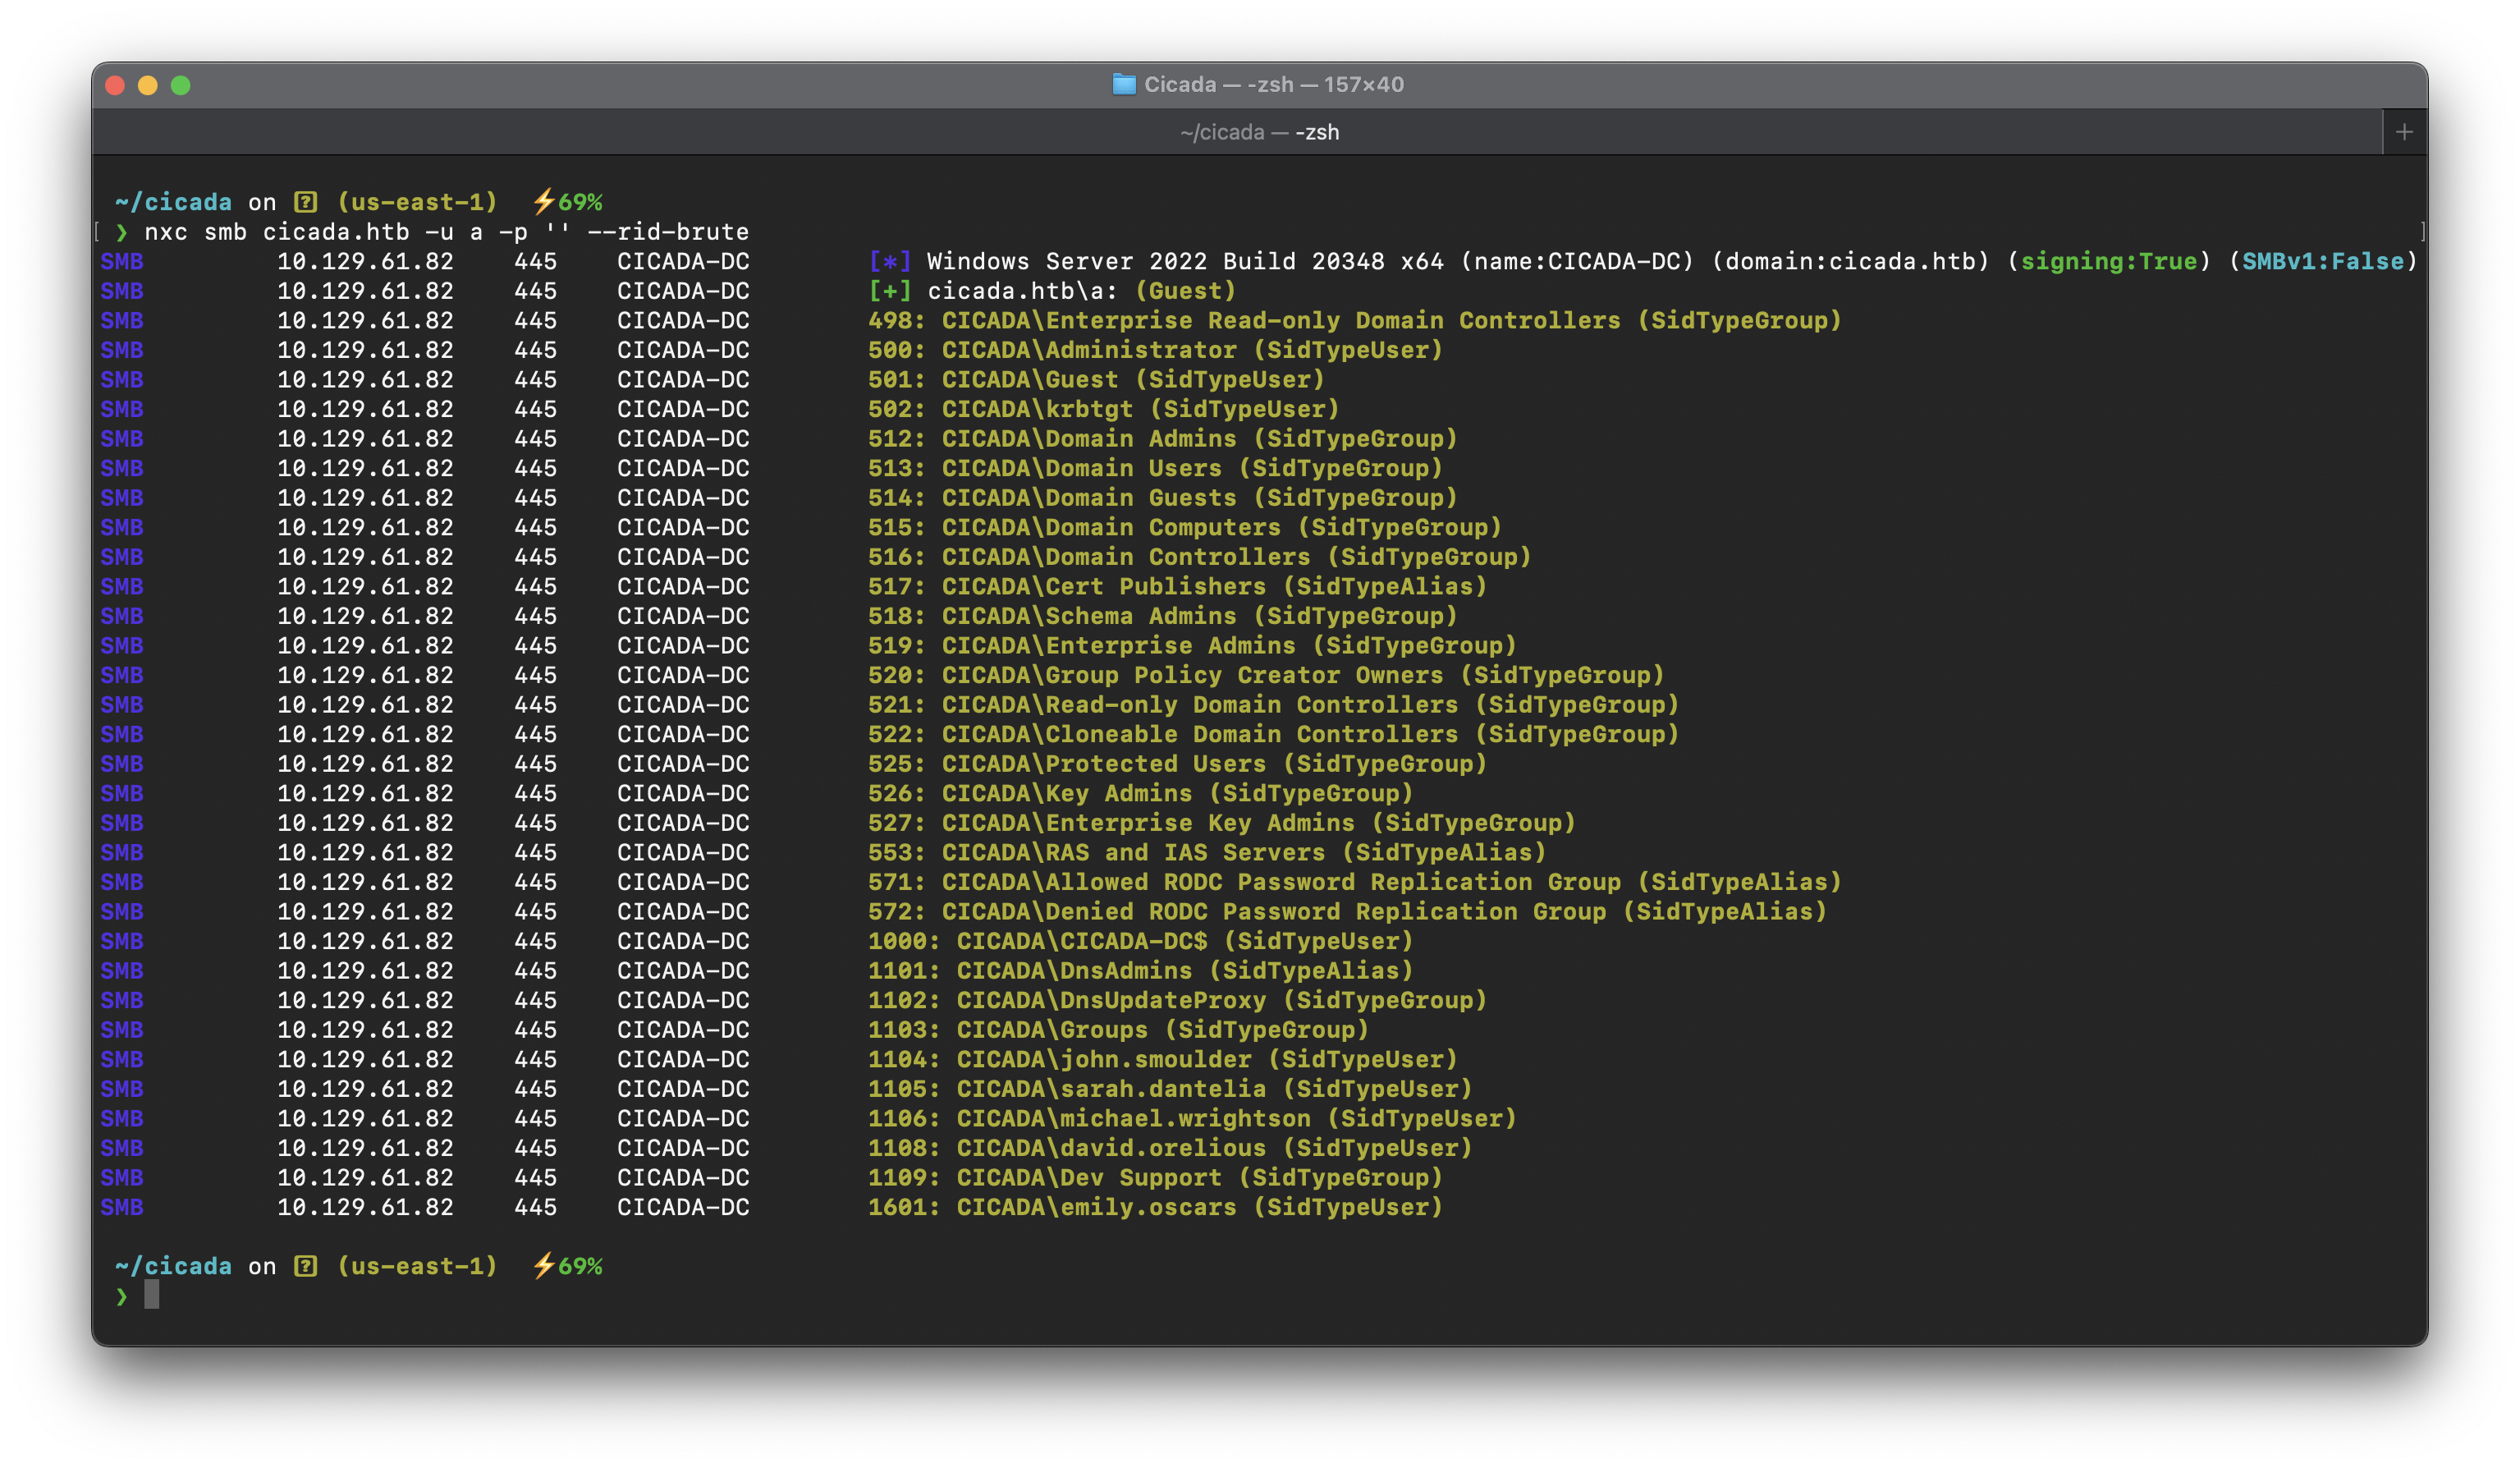 Cicada — -zsh — 157×40
~/cicada — -zsh
~/cicada on ? (us-east-1) ⚡69%
[ ❯ nxc smb cicada.htb -u a -p '' --rid-brute ]
SMB 10.129.61.82 445 CICADA-DC [*] Windows Server 2022 Build 20348 x64 (name:CICADA-DC) (domain:cicada.htb) (signing:True) (SMBv1:False)
SMB 10.129.61.82 445 CICADA-DC [+] cicada.htb\a: (Guest)
SMB 10.129.61.82 445 CICADA-DC 498: CICADA\Enterprise Read-only Domain Controllers (SidTypeGroup)
SMB 10.129.61.82 445 CICADA-DC 500: CICADA\Administrator (SidTypeUser)
SMB 10.129.61.82 445 CICADA-DC 501: CICADA\Guest (SidTypeUser)
SMB 10.129.61.82 445 CICADA-DC 502: CICADA\krbtgt (SidTypeUser)
SMB 10.129.61.82 445 CICADA-DC 512: CICADA\Domain Admins (SidTypeGroup)
SMB 10.129.61.82 445 CICADA-DC 513: CICADA\Domain Users (SidTypeGroup)
SMB 10.129.61.82 445 CICADA-DC 514: CICADA\Domain Guests (SidTypeGroup)
SMB 10.129.61.82 445 CICADA-DC 515: CICADA\Domain Computers (SidTypeGroup)
SMB 10.129.61.82 445 CICADA-DC 516: CICADA\Domain Controllers (SidTypeGroup)
SMB 10.129.61.82 445 CICADA-DC 517: CICADA\Cert Publishers (SidTypeAlias)
SMB 10.129.61.82 445 CICADA-DC 518: CICADA\Schema Admins (SidTypeGroup)
SMB 10.129.61.82 445 CICADA-DC 519: CICADA\Enterprise Admins (SidTypeGroup)
SMB 10.129.61.82 445 CICADA-DC 520: CICADA\Group Policy Creator Owners (SidTypeGroup)
SMB 10.129.61.82 445 CICADA-DC 521: CICADA\Read-only Domain Controllers (SidTypeGroup)
SMB 10.129.61.82 445 CICADA-DC 522: CICADA\Cloneable Domain Controllers (SidTypeGroup)
SMB 10.129.61.82 445 CICADA-DC 525: CICADA\Protected Users (SidTypeGroup)
SMB 10.129.61.82 445 CICADA-DC 526: CICADA\Key Admins (SidTypeGroup)
SMB 10.129.61.82 445 CICADA-DC 527: CICADA\Enterprise Key Admins (SidTypeGroup)
SMB 10.129.61.82 445 CICADA-DC 553: CICADA\RAS and IAS Servers (SidTypeAlias)
SMB 10.129.61.82 445 CICADA-DC 571: CICADA\Allowed RODC Password Replication Group (SidTypeAlias)
SMB 10.129.61.82 445 CICADA-DC 572: CICADA\Denied RODC Password Replication Group (SidTypeAlias)
SMB 10.129.61.82 445 CICADA-DC 1000: CICADA\CICADA-DC$ (SidTypeUser)
SMB 10.129.61.82 445 CICADA-DC 1101: CICADA\DnsAdmins (SidTypeAlias)
SMB 10.129.61.82 445 CICADA-DC 1102: CICADA\DnsUpdateProxy (SidTypeGroup)
SMB 10.129.61.82 445 CICADA-DC 1103: CICADA\Groups (SidTypeGroup)
SMB 10.129.61.82 445 CICADA-DC 1104: CICADA\john.smoulder (SidTypeUser)
SMB 10.129.61.82 445 CICADA-DC 1105: CICADA\sarah.dantelia (SidTypeUser)
SMB 10.129.61.82 445 CICADA-DC 1106: CICADA\michael.wrightson (SidTypeUser)
SMB 10.129.61.82 445 CICADA-DC 1108: CICADA\david.orelious (SidTypeUser)
SMB 10.129.61.82 445 CICADA-DC 1109: CICADA\Dev Support (SidTypeGroup)
SMB 10.129.61.82 445 CICADA-DC 1601: CICADA\emily.oscars (SidTypeUser)
~/cicada on ? (us-east-1) ⚡69%
❯